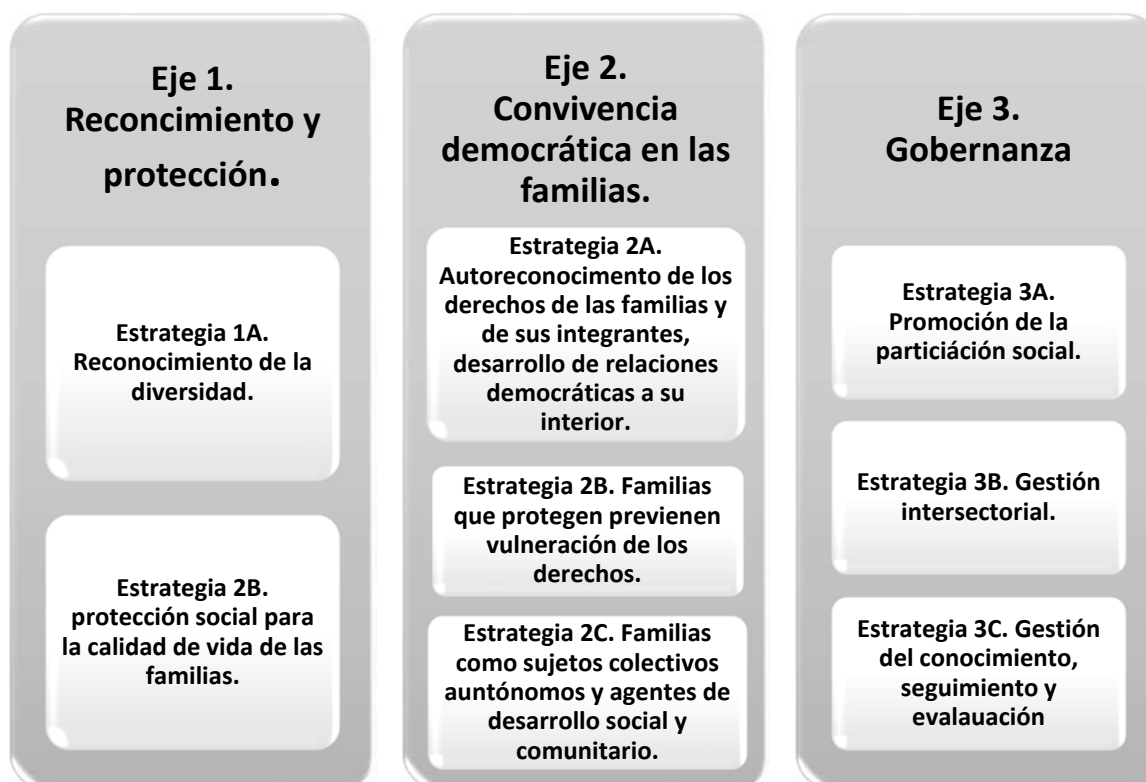 Eje 1.
Reconcimiento y
protección.
Estrategia 1A.
Reconocimiento de la
diversidad.
Estrategia 2B.
protección social para
la calidad de vida de las
familias.
Eje 2.
Convivencia
democrática en las
familias.
Estrategia 2A.
Autoreconocimento de los
derechos de las familias y
de sus integrantes,
desarrollo de relaciones
democráticas a su
interior.
Estrategia 2B. Familias
que protegen previenen
vulneración de los
derechos.
Estrategia 2C. Familias
como sujetos colectivos
auntónomos y agentes de
desarrollo social y
comunitario.
Eje 3.
Gobernanza
Estrategia 3A.
Promoción de la
particiáción social.
Estrategia 3B. Gestión
intersectorial.
Estrategia 3C. Gestión
del conocimiento,
seguimiento y
evalauación